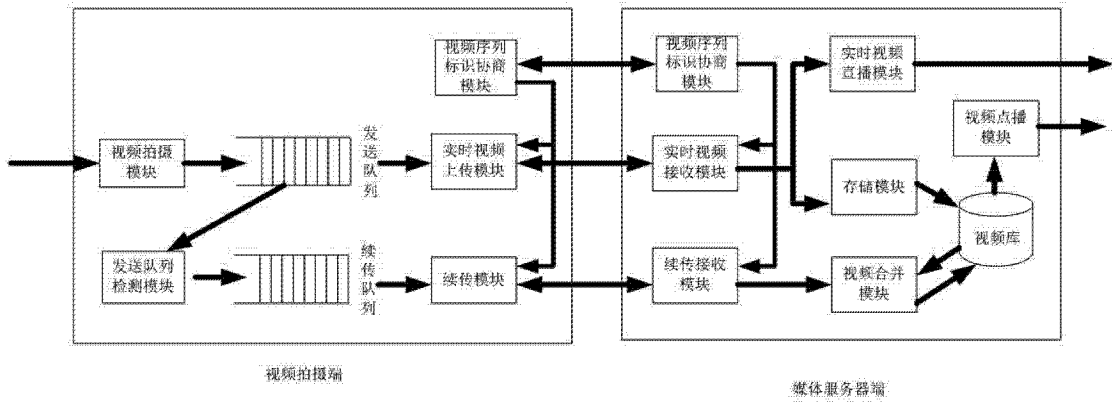 视频序列
标识协商
模块
视频序列
标识协商
模块
实时视频
直播模块
视频点播
模块
视频拍摄
模块
发送队列
实时视频
上传模块
实时视频
接收模块
存储模块
视频库
发送队列
检测模块
续传队列
续传模块
续传接收
模块
视频合并
模块
视频拍摄端
媒体服务器端